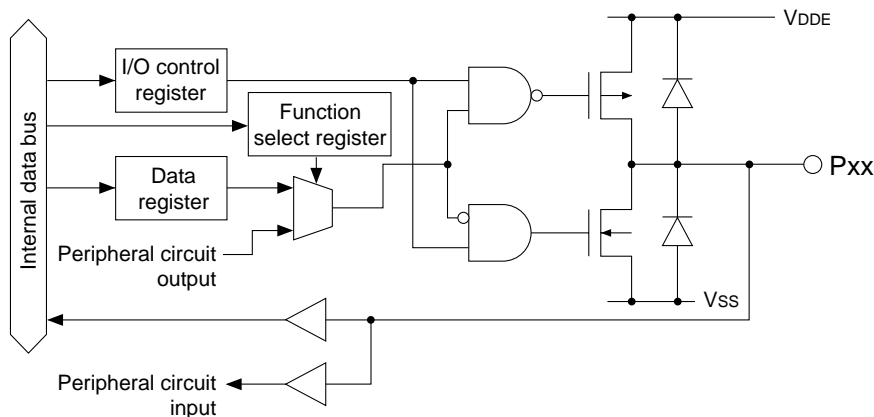 VDDE
I/O control
register
Function
select register
Internal data bus
Data
register
Pxx
Peripheral circuit
output
VSS
Peripheral circuit
input